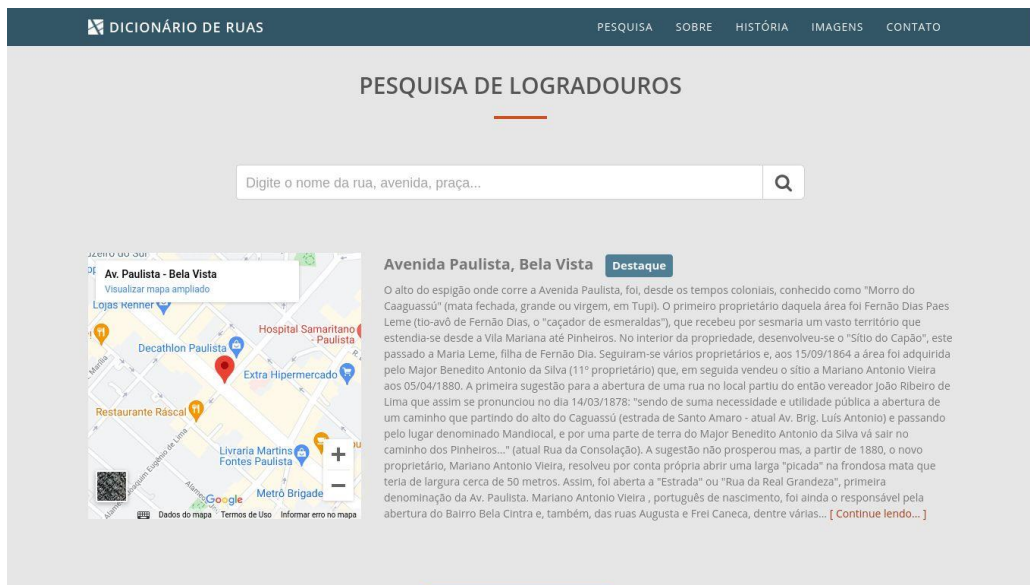 DICIONÁRIO DE RUAS
PESQUISA SOBRE HISTÓRIA IMAGENS CONTATO
PESQUISA DE LOGRADOUROS
Digite o nome da rua, avenida, praça...
Av. Paulista - Bela Vista
Visualizar mapa ampliado
Lojas Renner
Hospital Samaritano
- Paulista
Decathlon Paulista
Extra Hipermercado
Restaurante Ráscal
Livraria Martins
Fontes Paulista
Alameda Joaquim Eugênio de Lima
Google
Metrô Brigade
Dados do mapa Termos de Uso Informar erro no mapa
Avenida Paulista, Bela Vista Destaque
O alto do espigão onde corre a Avenida Paulista, foi, desde os tempos coloniais, conhecido como "Morro do
Caaguassú" (mata fechada, grande ou virgem, em Tupi). O primeiro proprietário daquela área foi Fernão Dias Paes
Leme (tio-avô de Fernão Dias, o "caçador de esmeraldas"), que recebeu por sesmaria um vasto território que
estendia-se desde a Vila Mariana até Pinheiros. No interior da propriedade, desenvolveu-se o "Sítio do Capão", este
passado a Maria Leme, filha de Fernão Dia. Seguiram-se vários proprietários e, aos 15/09/1864 a área foi adquirida
pelo Major Benedito Antonio da Silva (11º proprietário) que, em seguida vendeu o sítio a Mariano Antonio Vieira
aos 05/04/1880. A primeira sugestão para a abertura de uma rua no local partiu do então vereador João Ribeiro de
Lima que assim se pronunciou no dia 14/03/1878: "sendo de suma necessidade e utilidade pública a abertura de
um caminho que partindo do alto do Caguassú (estrada de Santo Amaro - atual Av. Brig. Luís Antonio) e passando
pelo lugar denominado Mandiocal, e por uma parte de terra do Major Benedito Antonio da Silva vá sair no
caminho dos Pinheiros..." (atual Rua da Consolação). A sugestão não prosperou mas, a partir de 1880, o novo
proprietário, Mariano Antonio Vieira, resolveu por conta própria abrir uma larga "picada" na frondosa mata que
teria de largura cerca de 50 metros. Assim, foi aberta a "Estrada" ou "Rua da Real Grandeza", primeira
denominação da Av. Paulista. Mariano Antonio Vieira , português de nascimento, foi ainda o responsável pela
abertura do Bairro Bela Cintra e, também, das ruas Augusta e Frei Caneca, dentre várias... [ Continue lendo... ]